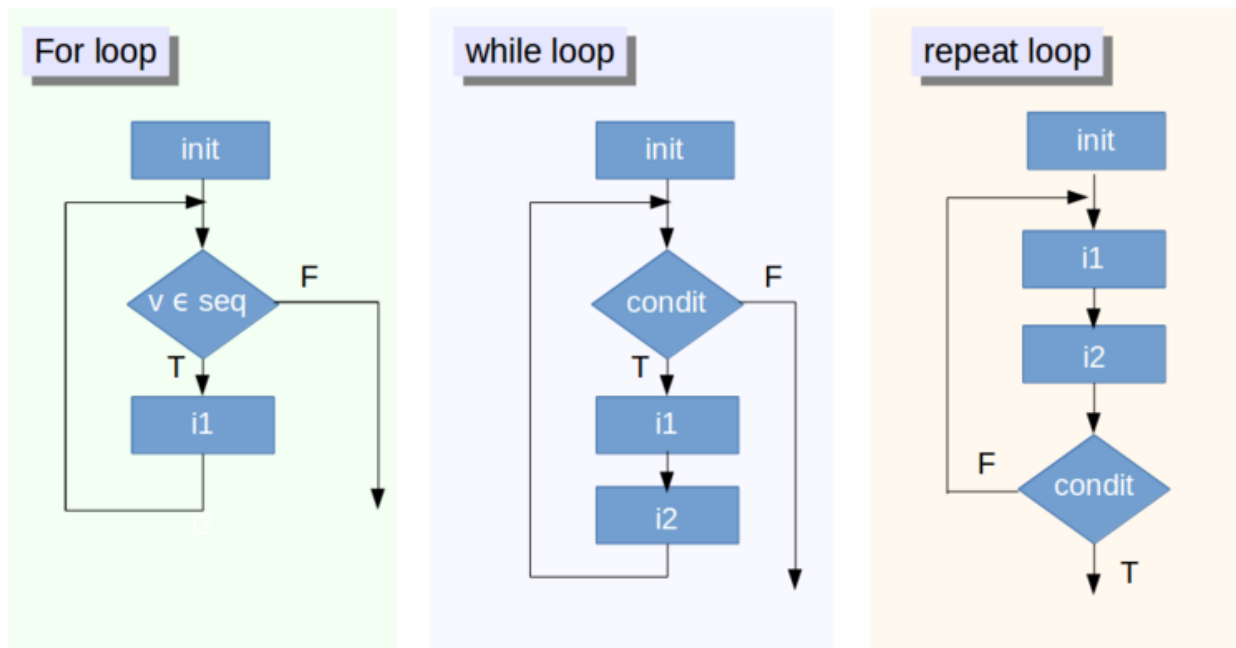 For loop
init
v ϵ seq
F
T
i1
i2
while loop
init
condit
F
T
i1
i2
repeat loop
init
i1
i2
condit
F
T